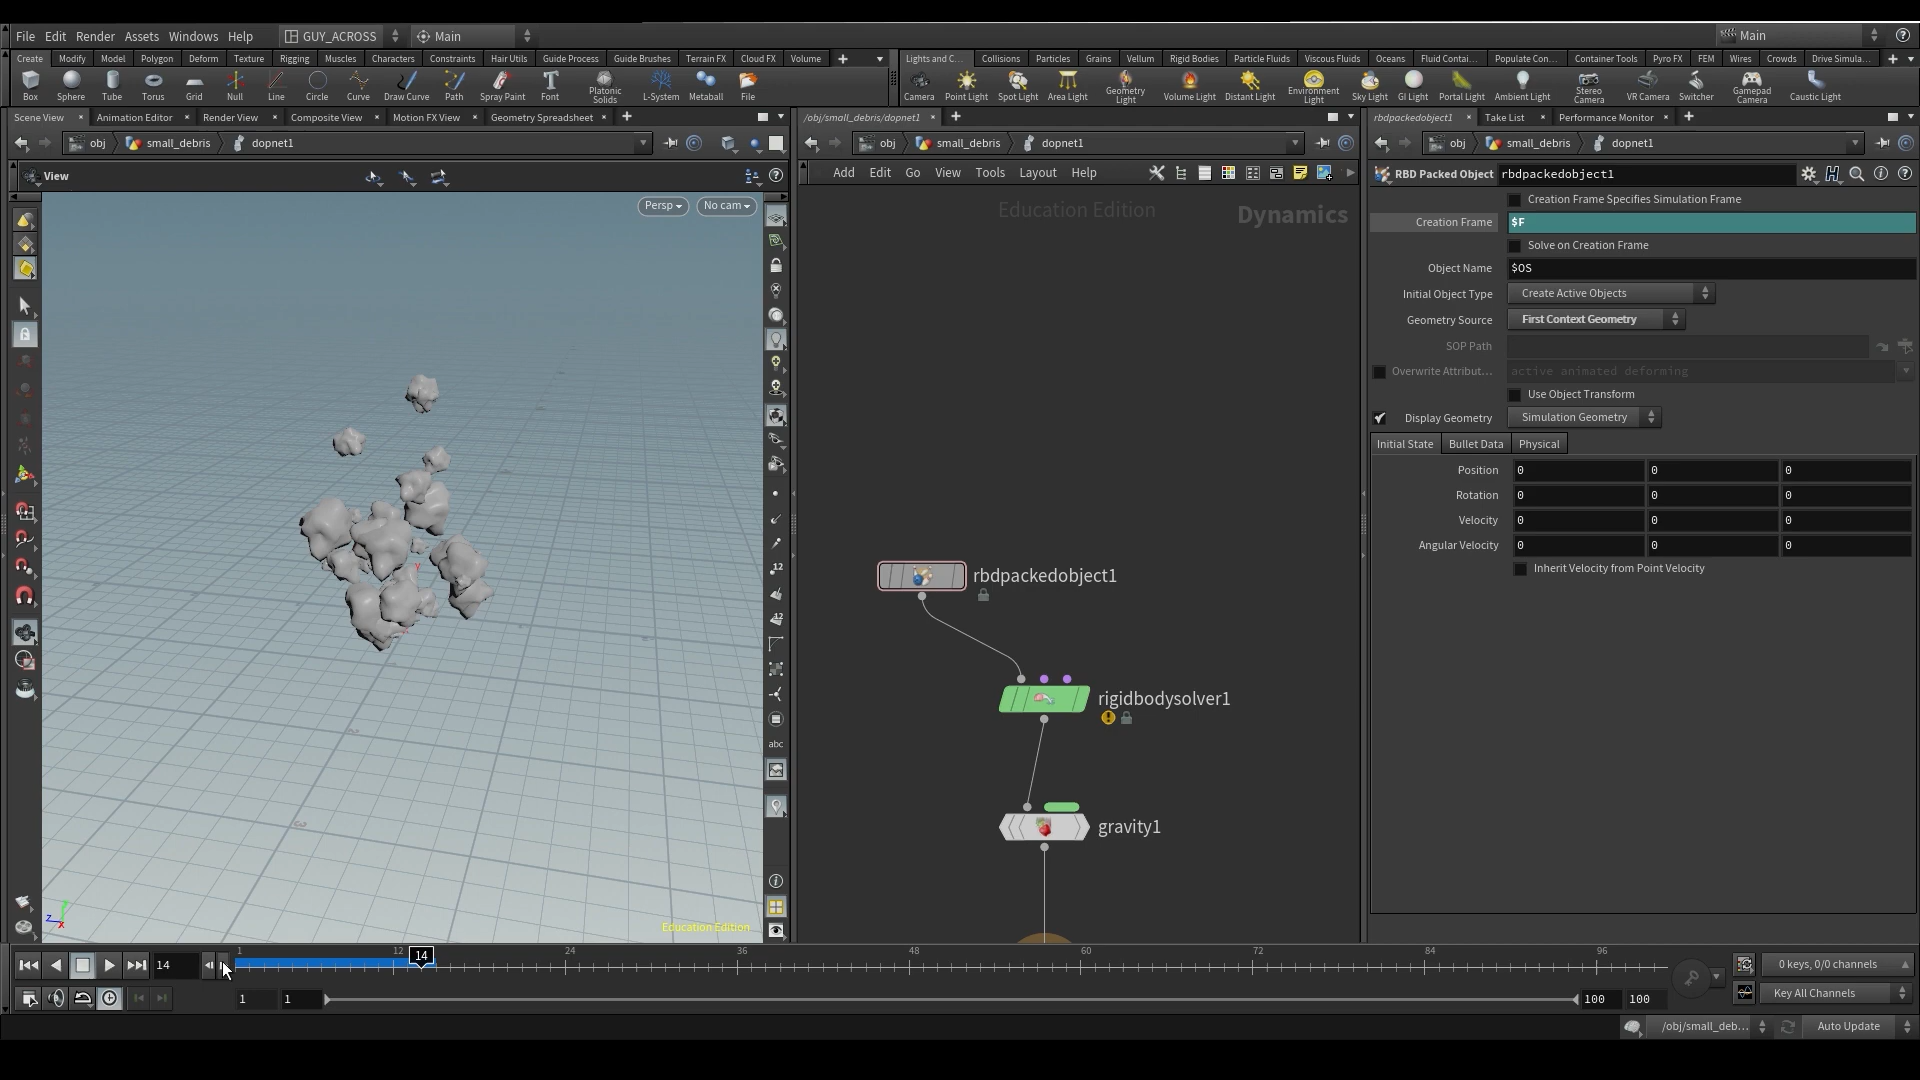 File Edit Render Assets Windows Help GUY_ACROSS Main Main
Create Modify Model Polygon Deform Texture Rigging Muscles Characters Constraints Hair Utils Guide Process Guide Brushes Terrain FX Cloud FX Volume
Lights and C... Collisions Particles Grains Vellum Rigid Bodies Particle Fluids Viscous Fluids Oceans Fluid Contai... Populate Con... Container Tools Pyro FX FEM Wires Crowds Drive Simula...
Box Sphere Tube Torus Grid Null Line Circle Curve Draw Curve Path Spray Paint Font Platonic Solids L-System Metaball File
Camera Point Light Spot Light Area Light Geometry Light Volume Light Distant Light Environment Light Sky Light GI Light Portal Light Ambient Light Stereo Camera VR Camera Switcher Gamepad Camera Caustic Light
Scene View Animation Editor Render View Composite View Motion FX View Geometry Spreadsheet
/obj/small_debris/dopnet1
rbdpackedobject1 Take List Performance Monitor
obj small_debris dopnet1
obj small_debris dopnet1
obj small_debris dopnet1
View
Add Edit Go View Tools Layout Help
RBD Packed Object rbdpackedobject1
Persp No cam
Education Edition Dynamics
Creation Frame Specifies Simulation Frame
Creation Frame $F
Solve on Creation Frame
Object Name $OS
Initial Object Type Create Active Objects
Geometry Source First Context Geometry
SOP Path
Overwrite Attribut... active animated deforming
Use Object Transform
Display Geometry Simulation Geometry
Initial State Bullet Data Physical
Position 0 0 0
Rotation 0 0 0
Velocity 0 0 0
Angular Velocity 0 0 0
Inherit Velocity from Point Velocity
rbdpackedobject1
rigidbodysolver1
gravity1
12
12
abc
Education Edition
14 1 12 14 24 36 48 60 72 84 96
0 keys, 0/0 channels
1 1 100 100
Key All Channels
/obj/small_deb... Auto Update